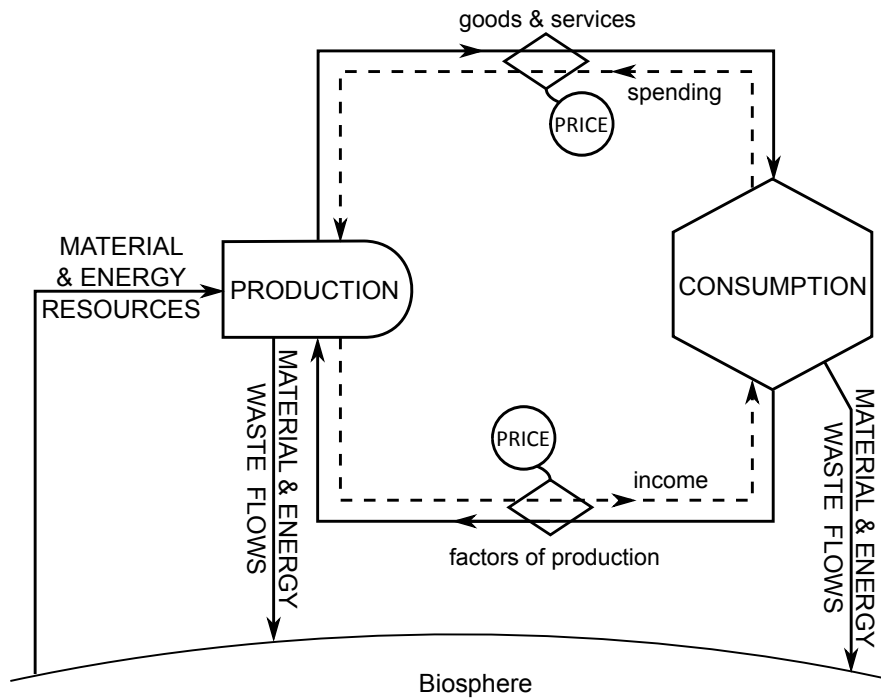 goods & services
spending
PRICE
MATERIAL
& ENERGY
RESOURCES
PRODUCTION
CONSUMPTION
MATERIAL & ENERGY
WASTE FLOWS
PRICE
income
factors of production
MATERIAL & ENERGY
WASTE FLOWS
Biosphere